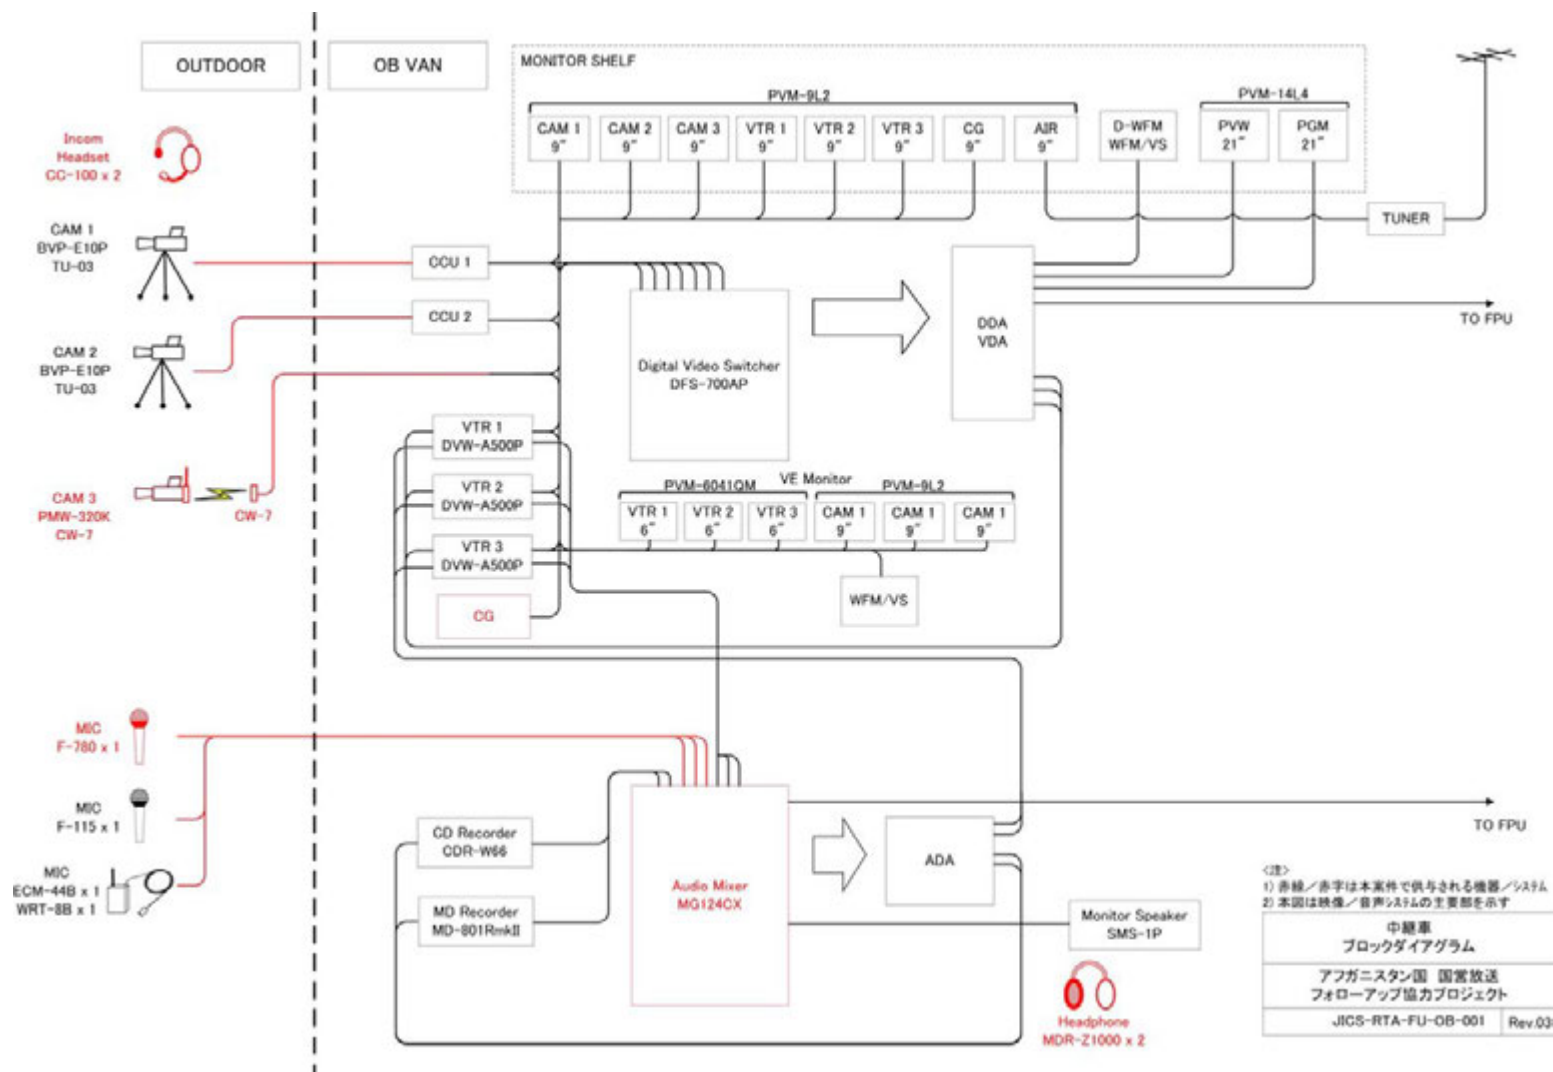 OUTDOOR
OB VAN
MONITOR SHELF
PVM-9L2
PVM-14L4
CAM 1
9"
CAM 2
9"
CAM 3
9"
VTR 1
9"
VTR 2
9"
VTR 3
9"
CG
9"
AIR
9"
D-WFM
WFM/VS
PVW
21"
PGM
21"
TUNER
Incom
Headset
CC-100 x 2
CAM 1
BVP-E10P
TU-03
CCU 1
CCU 2
CAM 2
BVP-E10P
TU-03
Digital Video Switcher
DFS-700AP
DDA
VDA
TO FPU
VTR 1
DVW-A500P
VTR 2
DVW-A500P
VTR 3
DVW-A500P
CG
CAM 3
PMW-320K
CW-7
CW-7
VE Monitor
PVM-6041QM
PVM-9L2
VTR 1
6"
VTR 2
6"
VTR 3
6"
CAM 1
9"
CAM 1
9"
CAM 1
9"
WFM/VS
MIC
F-780 x 1
MIC
F-115 x 1
MIC
ECM-44B x 1
WRT-8B x 1
CD Recorder
CDR-W66
MD Recorder
MD-801RmkII
Audio Mixer
MG124CX
ADA
TO FPU
Monitor Speaker
SMS-1P
Headphone
MDR-Z1000 x 2
<注>
1) 赤線／赤字は本案件で供与される機器／システム
2) 本図は映像／音声システムの主要部を示す
中継車
ブロックダイアグラム
アフガニスタン国 国営放送
フォローアップ協力プロジェクト
JICS-RTA-FU-OB-001
Rev.03